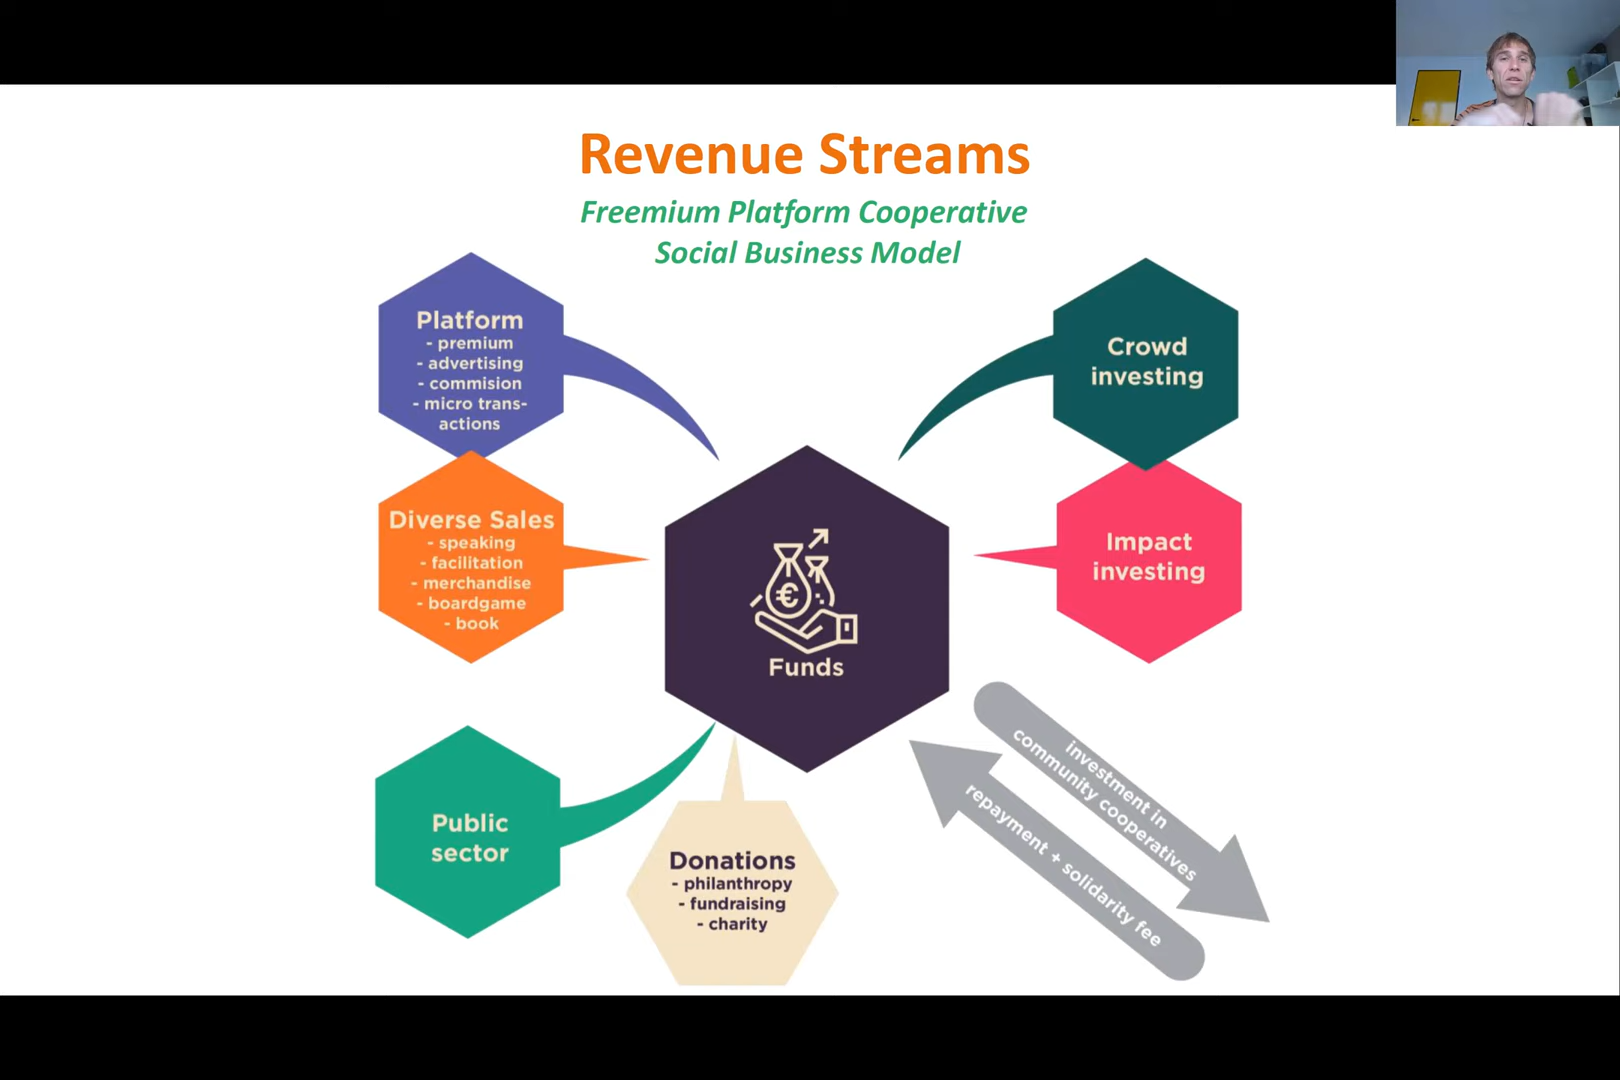 Revenue Streams
Freemium Platform Cooperative
Social Business Model
Platform
- premium
- advertising
- commision
- micro trans-
actions
Diverse Sales
- speaking
- facilitation
- merchandise
- boardgame
- book
Public
sector
Donations
- philanthropy
- fundraising
- charity
€
Funds
Crowd
investing
Impact
investing
investment in
community cooperatives
repayment + solidarity fee